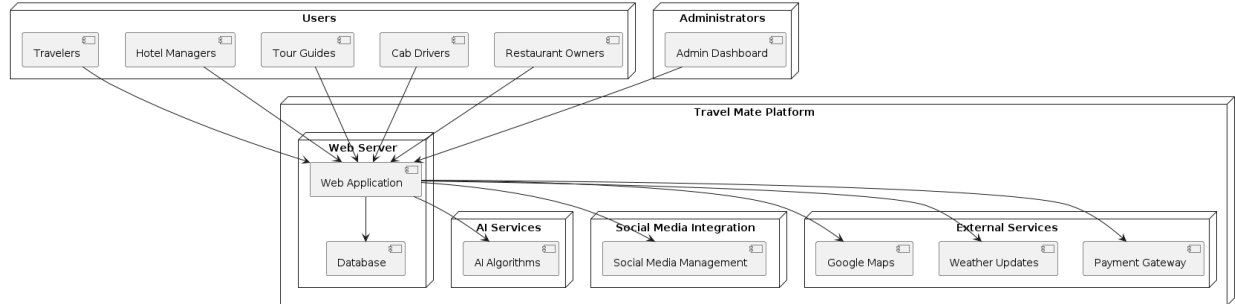 Users
Administrators
Travelers
Hotel Managers
Tour Guides
Cab Drivers
Restaurant Owners
Admin Dashboard
Travel Mate Platform
Web Server
Web Application
AI Services
Social Media Integration
External Services
Database
AI Algorithms
Social Media Management
Google Maps
Weather Updates
Payment Gateway